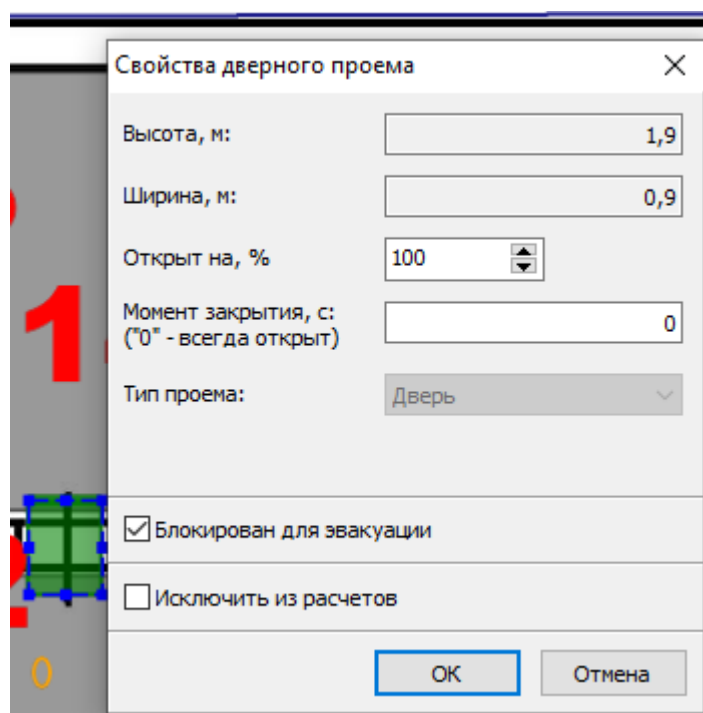 Свойства дверного проема
Высота, м:
1,9
Ширина, м:
0,9
Открыт на, %
100
Момент закрытия, с:
("0" - всегда открыт)
0
Тип проема:
Дверь
1
Блокирован для эвакуации
Исключить из расчетов
0
ОК
Отмена